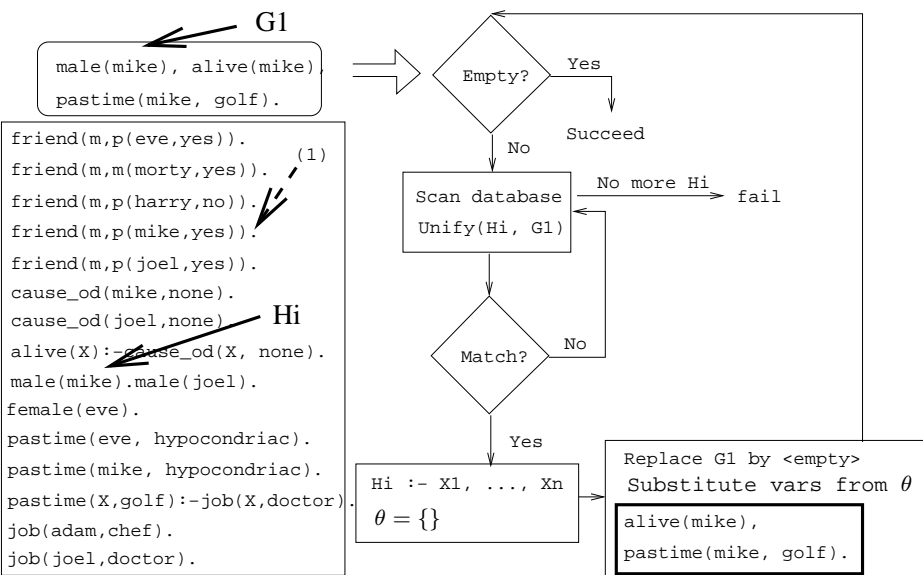 G1
male(mike), alive(mike),
pastime(mike, golf).
friend(m,p(eve,yes)).
(1)
friend(m,m(morty,yes)).
friend(m,p(harry,no)).
friend(m,p(mike,yes)).
friend(m,p(joel,yes)).
cause_od(mike,none).
cause_od(joel,none).
Hi
alive(X):-cause_od(X, none).
male(mike).male(joel).
female(eve).
pastime(eve, hypocondriac).
pastime(mike, hypocondriac).
pastime(X,golf):-job(X,doctor).
job(adam,chef).
job(joel,doctor).
Empty?
Yes
Succeed
No
Scan database
Unify(Hi, G1)
No more Hi
fail
Match?
No
Yes
Hi :- X1, ..., Xn
θ = {}
Replace G1 by <empty>
Substitute vars from θ
alive(mike),
pastime(mike, golf).